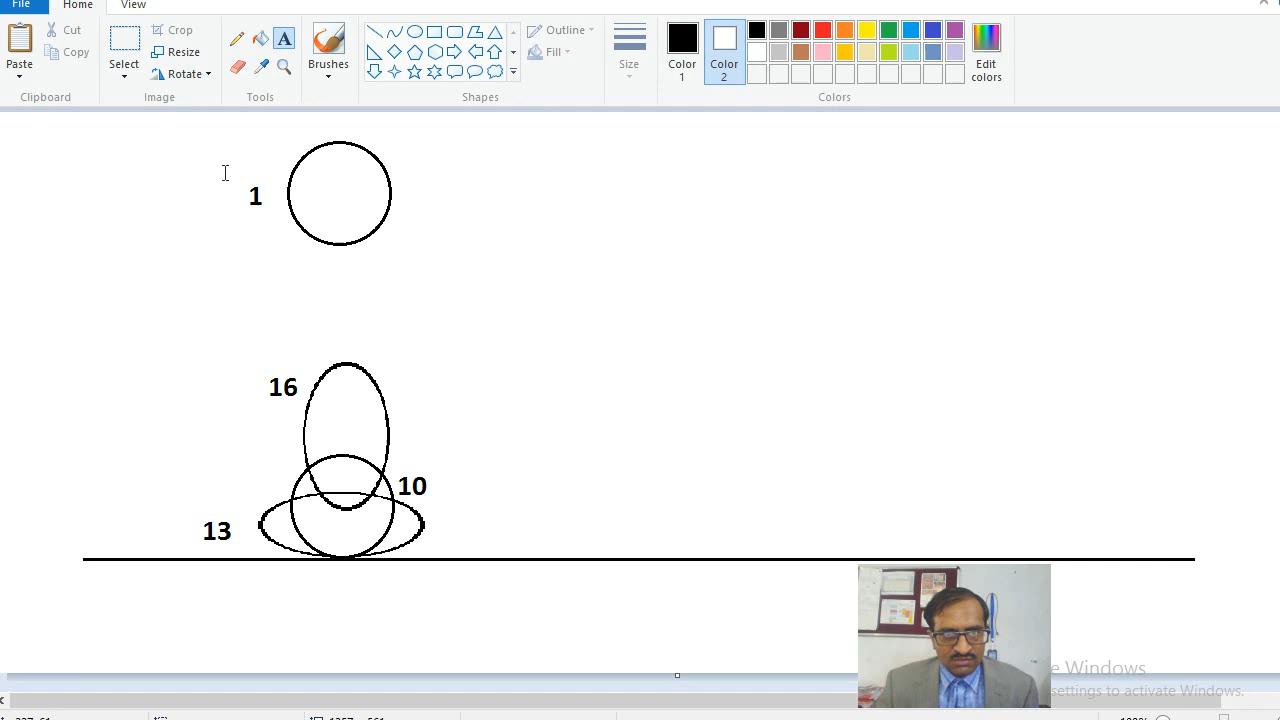 File
Home
View
Cut
Copy
Paste
Crop
Resize
Rotate
Select
Brushes
Outline
Fill
Size
Color 1
Color 2
Edit colors
Clipboard
Image
Tools
Shapes
Colors
A
1
16
10
13
Windows
settings to activate Windows.